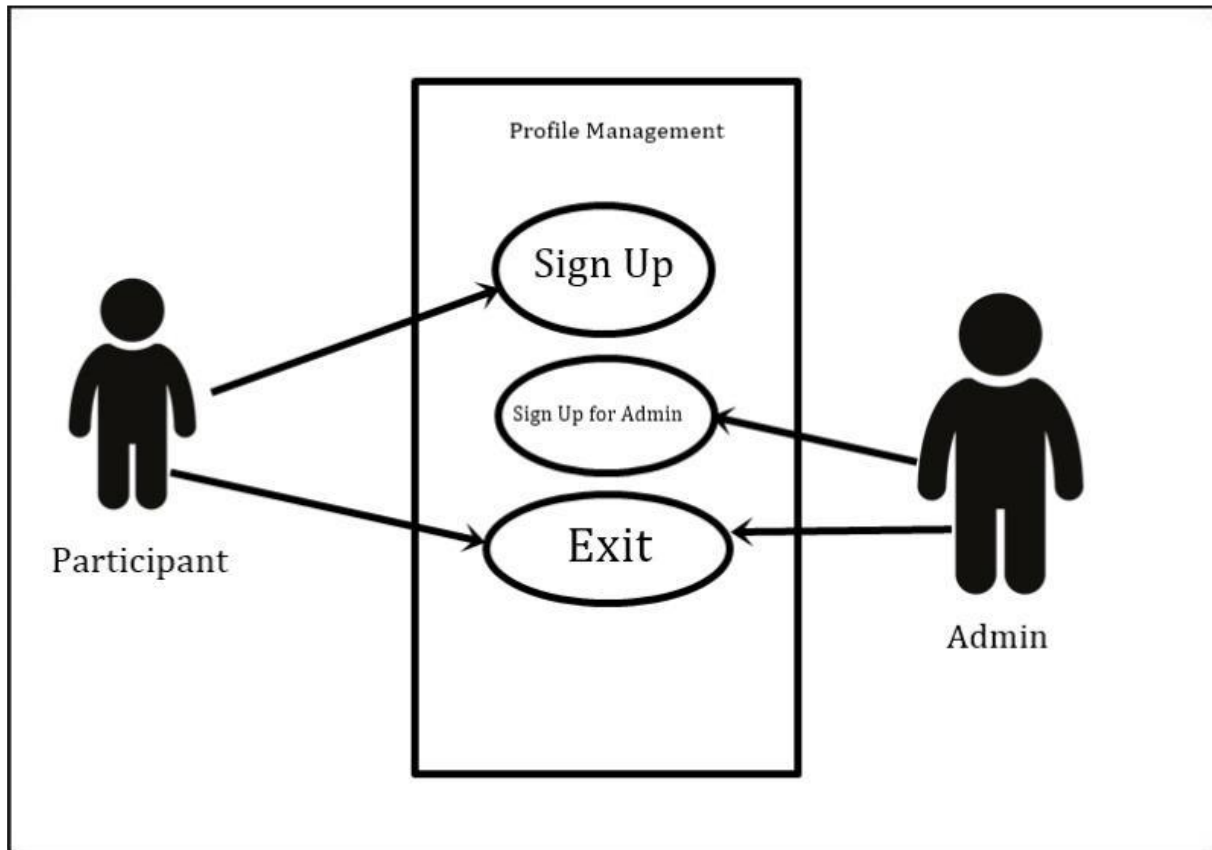 Profile Management
Sign Up
Sign Up for Admin
Exit
Participant
Admin